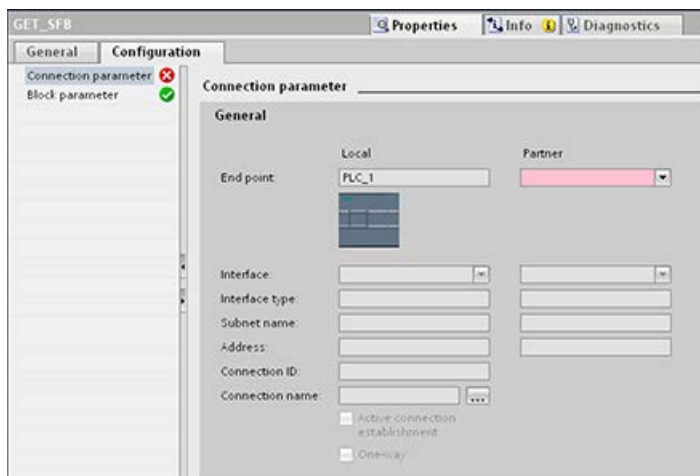 GET_SFB
Properties Info Diagnostics
General Configuration
Connection parameter
Block parameter
Connection parameter
General
Local Partner
End point: PLC_1
Interface:
Interface type:
Subnet name:
Address:
Connection ID:
Connection name: ...
Active connection
establishment
One-way